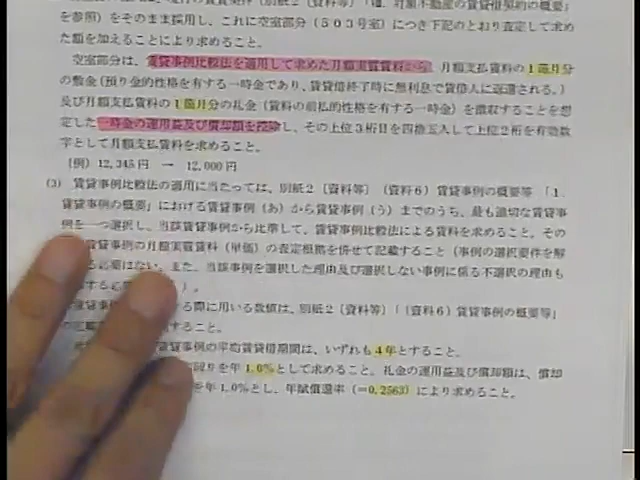 を参照）をそのまま採用し、これに空室部分（503号室）につき下記のとおり査定して求め
た額を加えることにより求めること。
空室部分は、賃貸事例比較法を適用して求めた月額実質賃料から、月額支払賃料の1箇月分
の敷金（預り金的性格を有する一時金であり、賃貸借終了時に無利息で賃借人に返還される。）
及び月額支払賃料の1箇月分の礼金（賃料の前払的性格を有する一時金）を徴収することを想
定した一時金の運用益及び償却額を控除し、その上位3桁目を四捨五入して上位2桁を有効数
字として月額支払賃料を求めること。
（例）12,345円 → 12,000円
(3) 賃貸事例比較法の適用に当たっては、別紙2〔資料等〕（資料6）賃貸事例の概要等「1.
賃貸事例の概要」における賃貸事例（あ）から賃貸事例（う）までのうち、最も適切な賃貸事
例を一つ選択し、当該賃貸事例から比準して、賃貸事例比較法による賃料を求めること。その
賃貸事例の月額実質賃料（単価）の査定根拠を併せて記載すること（事例の選択要件を解
る必要はない。また、当該事例を選択した理由及び選択しない事例に係る不選択の理由も
する必要）。
る際に用いる数値は、別紙2〔資料等〕（（資料6）賃貸事例の概要等」
すること。
賃貸事例の平均賃貸借期間は、いずれも4年とすること。
回りを年1.0%として求めること。礼金の運用益及び償却額は、償却
を年1.0%とし、年賦償還率（=0.2563）により求めること。